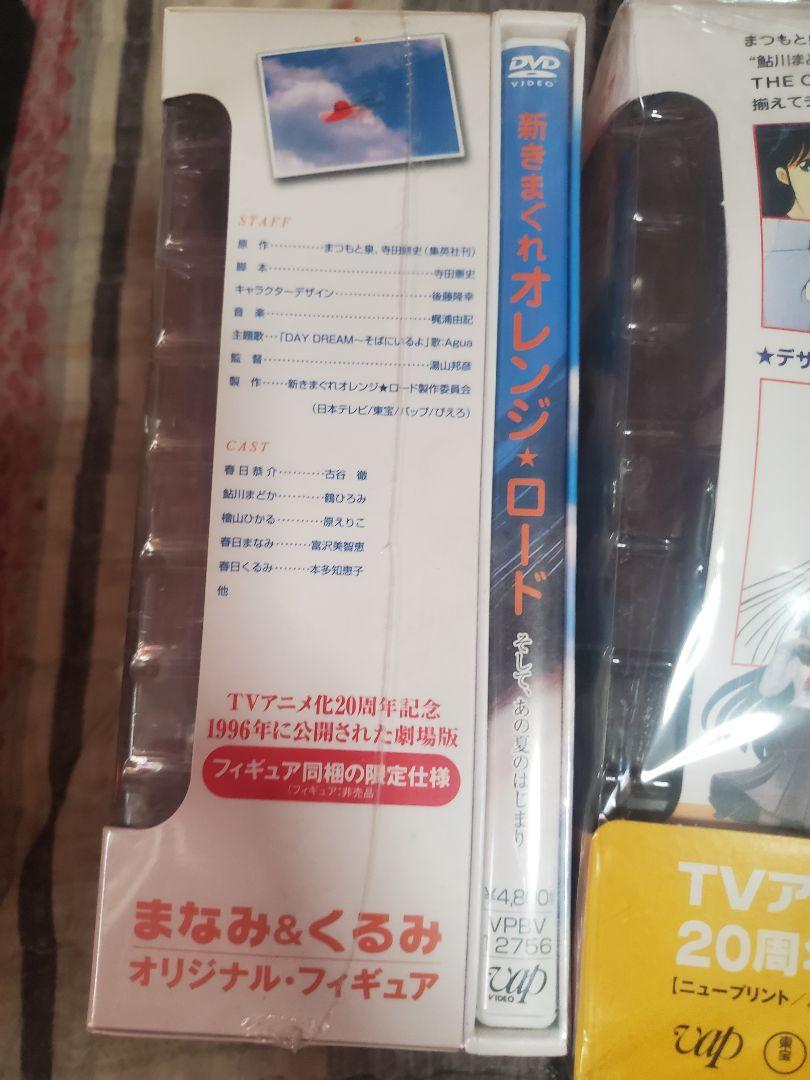 STAFF
原　作…………まつもと泉、寺田憲史（集英社刊）
脚　本…………………………寺田憲史
キャラクターデザイン……………後藤隆幸
音　楽…………………………梶浦由記
主題歌…「DAY DREAM～そばにいるよ」歌：Agua
監　督…………………………湯山邦彦
製　作……新きまぐれオレンジ★ロード製作委員会
（日本テレビ/東宝/バップ/ぴえろ）
CAST
春日恭介…………古谷　徹
鮎川まどか…………鶴ひろみ
檜山ひかる…………原えりこ
春日まなみ………富沢美智恵
春日くるみ………本多知恵子
他
TVアニメ化20周年記念
1996年に公開された劇場版
フィギュア同梱の限定仕様
（フィギュア：非売品）
まなみ&くるみ
オリジナル・フィギュア
DVD
VIDEO
新きまぐれオレンジ★ロード
そして、あの夏のはじまり
¥4,800
VPBV
12756
vap
VIDEO
まつもと泉
"鮎川まど
THE O
揃えてデ
★デザ
TVア
20周
【ニュープリント／
vap
東宝